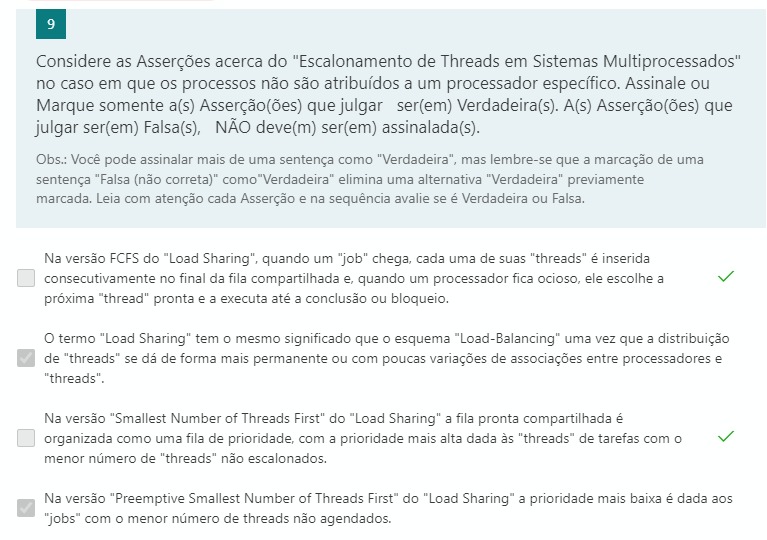 9
Considere as Asserções acerca do "Escalonamento de Threads em Sistemas Multiprocessados"
no caso em que os processos não são atribuídos a um processador específico. Assinale ou
Marque somente a(s) Asserção(ões) que julgar   ser(em) Verdadeira(s). A(s) Asserção(ões) que
julgar ser(em) Falsa(s),   NÃO deve(m) ser(em) assinalada(s).
Obs.: Você pode assinalar mais de uma sentença como "Verdadeira", mas lembre-se que a marcação de uma
sentença "Falsa (não correta)" como"Verdadeira" elimina uma alternativa "Verdadeira" previamente
marcada. Leia com atenção cada Asserção e na sequência avalie se é Verdadeira ou Falsa.
Na versão FCFS do "Load Sharing", quando um "job" chega, cada uma de suas "threads" é inserida
consecutivamente no final da fila compartilhada e, quando um processador fica ocioso, ele escolhe a
próxima "thread" pronta e a executa até a conclusão ou bloqueio.
O termo "Load Sharing" tem o mesmo significado que o esquema "Load-Balancing" uma vez que a distribuição
de "threads" se dá de forma mais permanente ou com poucas variações de associações entre processadores e
"threads".
Na versão "Smallest Number of Threads First" do "Load Sharing" a fila pronta compartilhada é
organizada como uma fila de prioridade, com a prioridade mais alta dada às "threads" de tarefas com o
menor número de "threads" não escalonados.
Na versão "Preemptive Smallest Number of Threads First" do "Load Sharing" a prioridade mais baixa é dada aos
"jobs" com o menor número de threads não agendados.